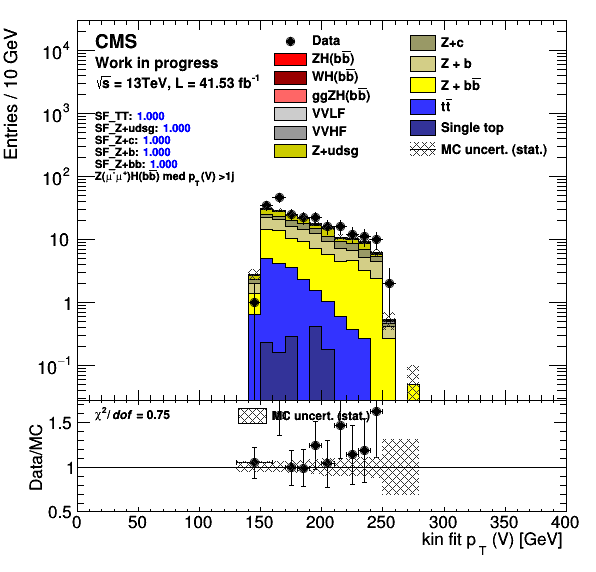 CMS
Work in progress
√s = 13TeV, L = 41.53 fb⁻¹
SF_TT: 1.000
SF_Z+udsg: 1.000
SF_Z+c: 1.000
SF_Z+b: 1.000
SF_Z+bb: 1.000
Z(μ⁻μ⁺)H(bb̅) med p_T(V) >1j
Data
ZH(bb̅)
WH(bb̅)
ggZH(bb̅)
VVLF
VVHF
Z+udsg
Z+c
Z + b
Z + bb̅
tt̅
Single top
MC uncert. (stat.)
Entries / 10 GeV
10⁴
10³
10²
10
1
10⁻¹
χ²/dof = 0.75
MC uncert. (stat.)
Data/MC
1.5
1
0.5
0 50 100 150 200 250 300 350 400
kin fit p_T (V) [GeV]